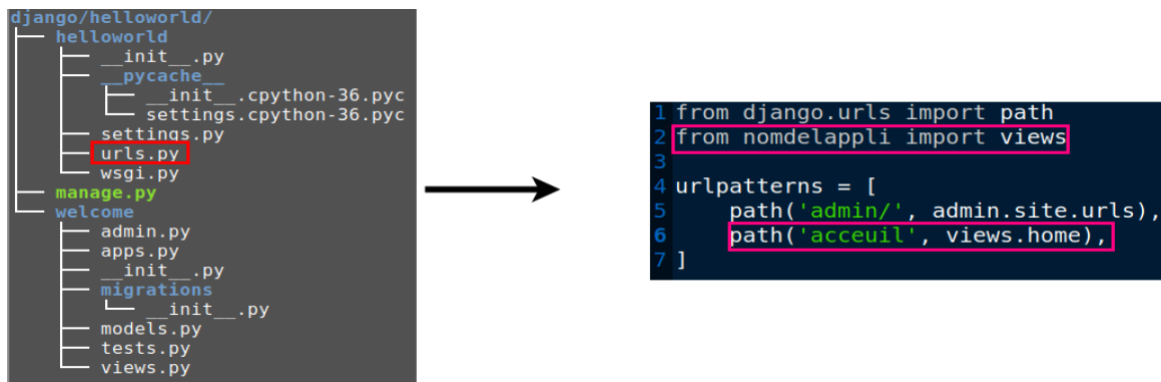 django/helloworld/
helloworld
__init__.py
__pycache__
__init__.cpython-36.pyc
settings.cpython-36.pyc
settings.py
urls.py
wsgi.py
manage.py
welcome
admin.py
apps.py
__init__.py
migrations
__init__.py
models.py
tests.py
views.py
1 from django.urls import path
2 from nomdelappli import views
3
4 urlpatterns = [
5 path('admin/', admin.site.urls),
6 path('acceuil', views.home),
7 ]